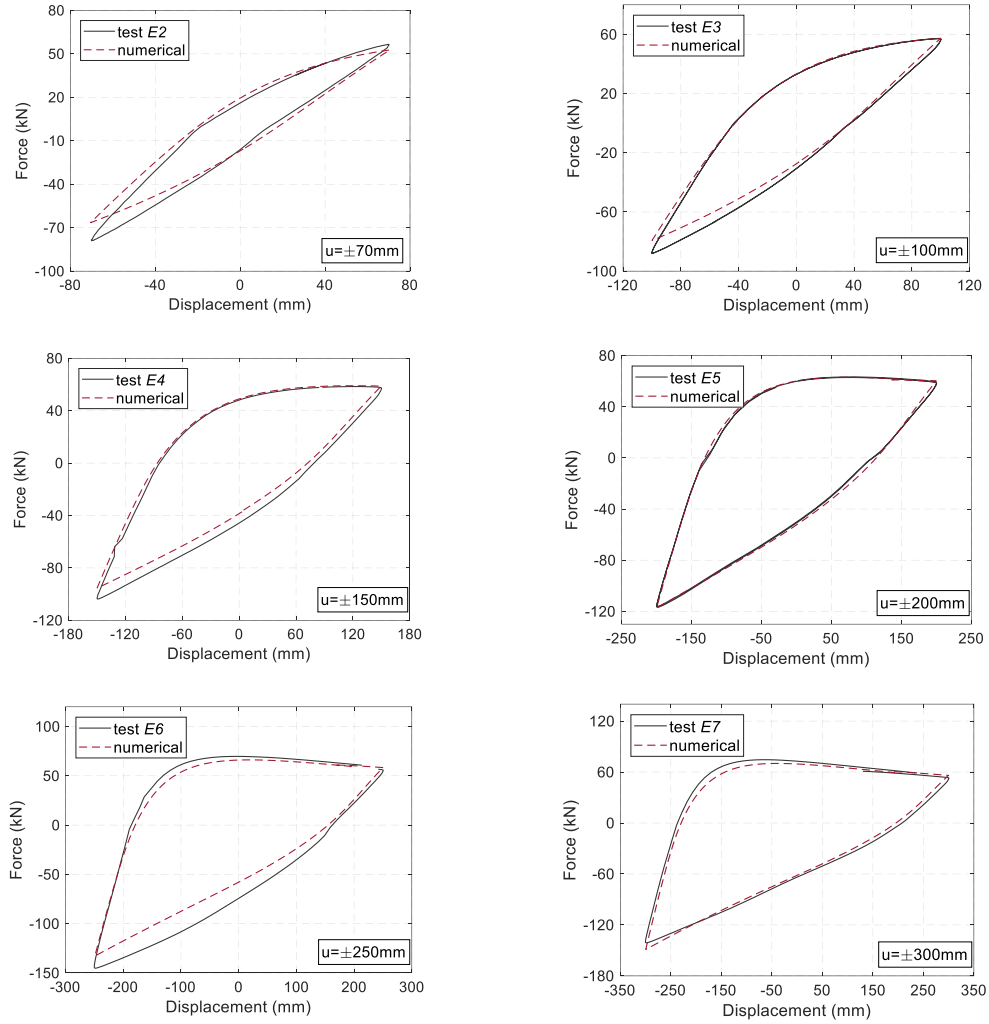 test E2
numerical
80
50
20
-10
-40
-70
-100
Force (kN)
u=±70mm
-80
-40
0
40
80
Displacement (mm)
test E3
numerical
60
20
-20
-60
-100
Force (kN)
u=±100mm
-120
-80
-40
0
40
80
120
Displacement (mm)
test E4
numerical
80
40
0
-40
-80
-120
Force (kN)
u=±150mm
-180
-120
-60
0
60
120
180
Displacement (mm)
test E5
numerical
80
40
0
-40
-80
-120
Force (kN)
u=±200mm
-250
-150
-50
50
150
250
Displacement (mm)
test E6
numerical
100
50
0
-50
-100
-150
Force (kN)
u=±250mm
-300
-200
-100
0
100
200
300
Displacement (mm)
test E7
numerical
120
60
0
-60
-120
-180
Force (kN)
u=±300mm
-350
-250
-150
-50
50
150
250
350
Displacement (mm)